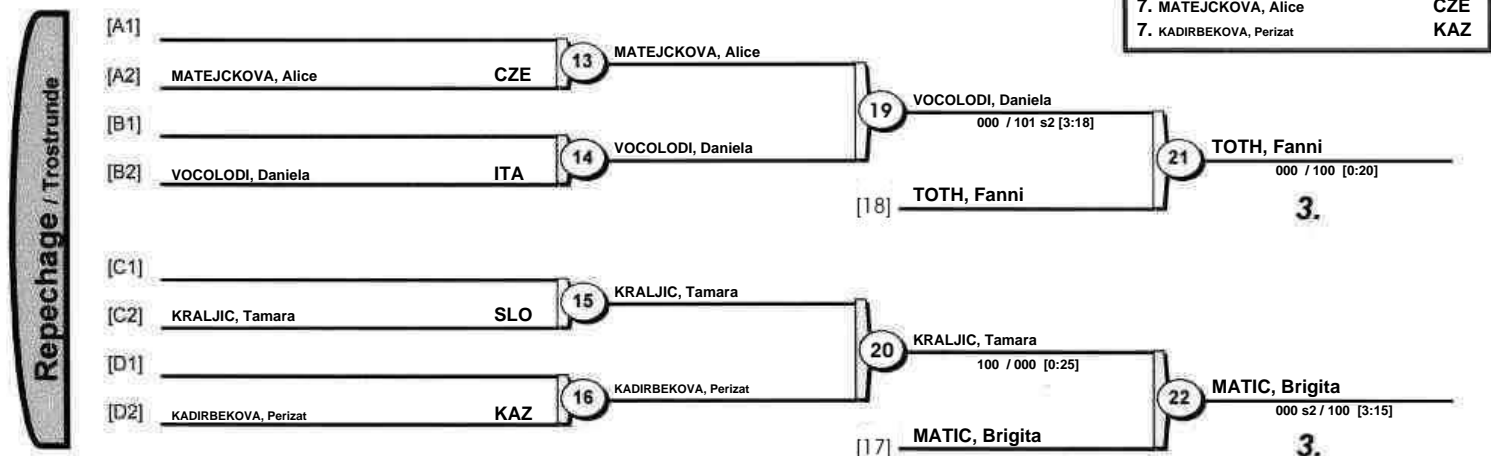 7. MATEJCKOVA, Alice CZE
7. KADIRBEKOVA, Perizat KAZ
Repechage / Trostrunde
[A1]
[A2] MATEJCKOVA, Alice CZE
13
MATEJCKOVA, Alice
[B1]
[B2] VOCOLODI, Daniela ITA
14
VOCOLODI, Daniela
19
VOCOLODI, Daniela
000 / 101 s2 [3:18]
[18] TOTH, Fanni
21
TOTH, Fanni
000 / 100 [0:20]
3.
[C1]
[C2] KRALJIC, Tamara SLO
15
KRALJIC, Tamara
[D1]
[D2] KADIRBEKOVA, Perizat KAZ
16
KADIRBEKOVA, Perizat
20
KRALJIC, Tamara
100 / 000 [0:25]
[17] MATIC, Brigita
22
MATIC, Brigita
000 s2 / 100 [3:15]
3.